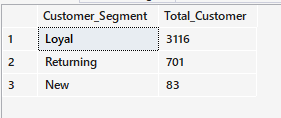 Customer_Segment Total_Customer
1 Loyal 3116
2 Returning 701
3 New 83